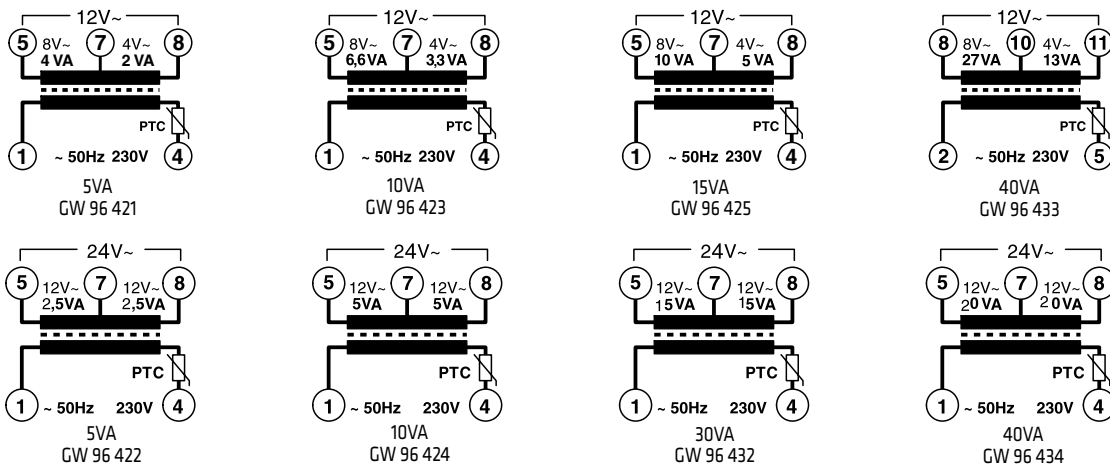 12V~ 12V~ 12V~ 12V~
5 7 8 5 7 8 5 7 8 8 10 11
8V~ 4V~ 8V~ 4V~ 8V~ 4V~ 8V~ 4V~
4 VA 2 VA 6,6VA 3,3VA 10 VA 5 VA 27VA 13VA
PTC PTC PTC PTC
1 ~ 50Hz 230V 4 1 ~ 50Hz 230V 4 1 ~ 50Hz 230V 4 2 ~ 50Hz 230V 5
5VA 10VA 15VA 40VA
GW 96 421 GW 96 423 GW 96 425 GW 96 433
24V~ 24V~ 24V~ 24V~
5 7 8 5 7 8 5 7 8 5 7 8
12V~ 12V~ 12V~ 12V~ 12V~ 12V~ 12V~ 12V~
2,5VA 2,5VA 5VA 5VA 15VA 15VA 20VA 20VA
PTC PTC PTC PTC
1 ~ 50Hz 230V 4 1 ~ 50Hz 230V 4 1 ~ 50Hz 230V 4 1 ~ 50Hz 230V 4
5VA 10VA 30VA 40VA
GW 96 422 GW 96 424 GW 96 432 GW 96 434